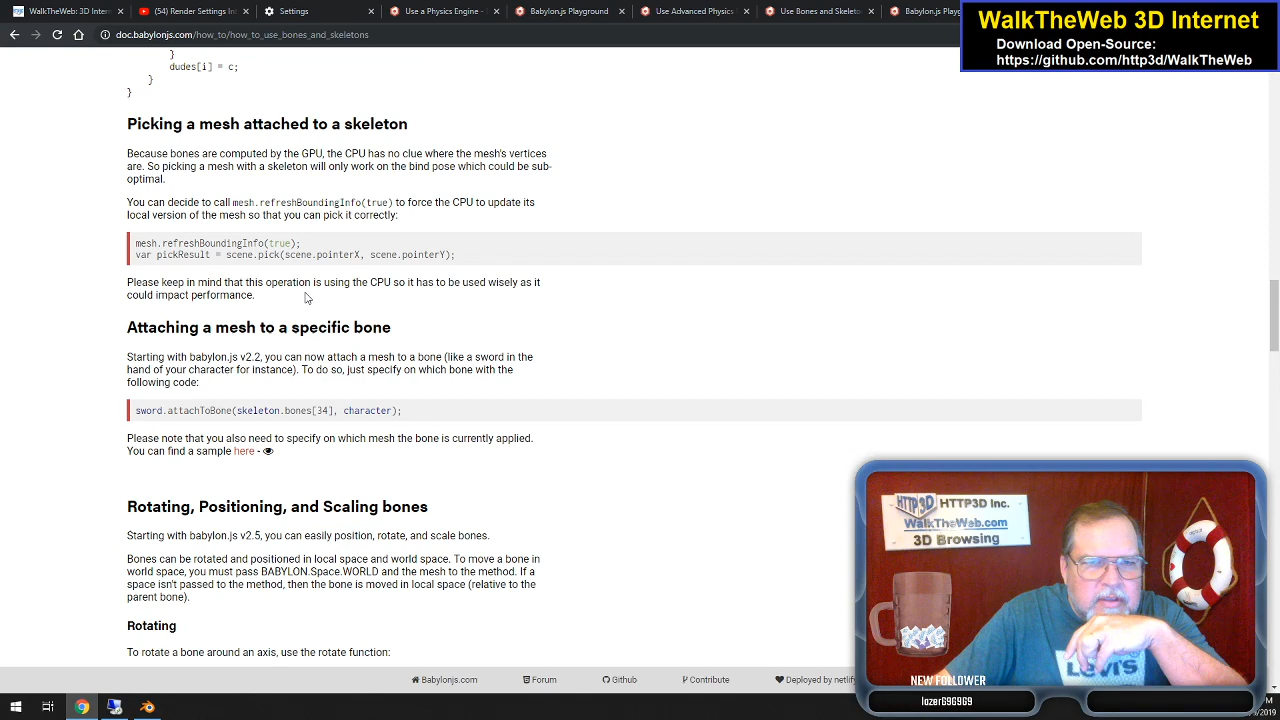 WalkTheWeb: 3D Int
(30) Render Settings Int
Settings
Use a Physics Engine -
Babylon.js Playground
Use Advanced Physics
Use Bones and Skeleto
Babylon.js Play
doc.babylonjs.com/how_to/how_to_use_bones_and_skeletons
WalkTheWeb 3D Internet
Download Open-Source:
https://github.com/http3d/WalkTheWeb
}
dudes[i] = c;
}
}
Picking a mesh attached to a skeleton
Because bones are computed by the GPU, the CPU has no clue where the mesh's vertices
are. So picking a mesh with a skeleton will only work on the bind pose which could be sub-
optimal.
You can decide to call mesh.refreshBoundingInfo(true) to force the CPU to update its
local version of the mesh so that you can pick it correctly:
mesh.refreshBoundingInfo(true);
var pickResult = scene.pick(scene.pointerX, scene.pointerY);
Please keep in mind that this operation is using the CPU so it has to be used wisely as it
could impact performance.
Attaching a mesh to a specific bone
Starting with babylon.js v2.2, you can now attach a mesh to a bone (like a sword in the
hand of your character for instance). To do so, just specify on which bone with the
following code:
sword.attachToBone(skeleton.bones[34], character);
Please note that you also need to specify on which mesh the bone is currently applied.
You can find a sample here -
Rotating, Positioning, and Scaling bones
Starting with babylon.js v2.5, you can easily position, rotate, and scale bones.
Bones can be rotated and positioned in local space and world space. To move a bone in
world space, you must pass BABYLON.Space.WORLD and the mesh to the method. If a
space isn't passed to the method, then the bone is moved in local space (relative to the
parent bone).
Rotating
To rotate a bone around an axis, use the rotate function:
Babylonjs.com
Forum
Github
Contribute
Deployed by netlify
HTTP3D
HTTP3D Inc.
WalkTheWeb.com
3D Browsing
LEVI'S
NEW FOLLOWER
lazer696969